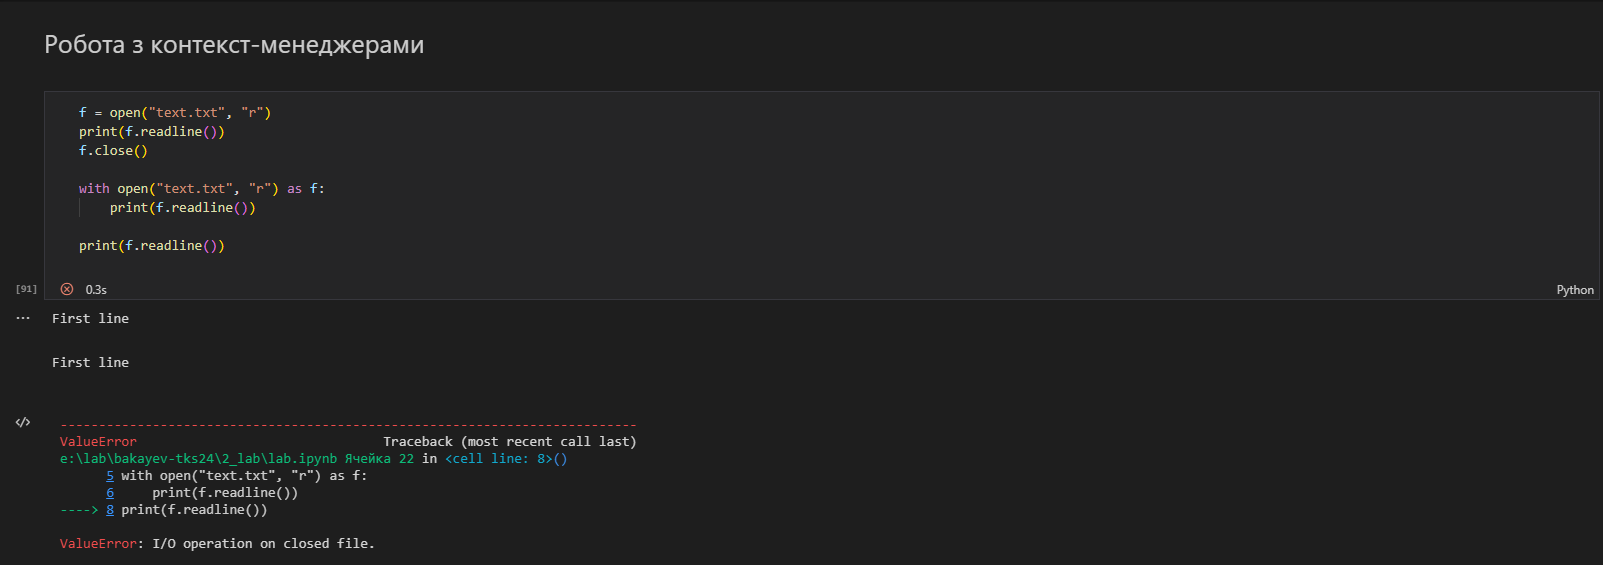 Робота з контекст-менеджерами
f = open("text.txt", "r")
print(f.readline())
f.close()
with open("text.txt", "r") as f:
    print(f.readline())
print(f.readline())
[91]
0.3s
Python
... First line
First line
---------------------------------------------------------------------------
ValueError                                Traceback (most recent call last)
e:\lab\bakayev-tks24\2_lab\lab.ipynb Ячейка 22 in <cell line: 8>()
      5 with open("text.txt", "r") as f:
      6     print(f.readline())
----> 8 print(f.readline())
ValueError: I/O operation on closed file.